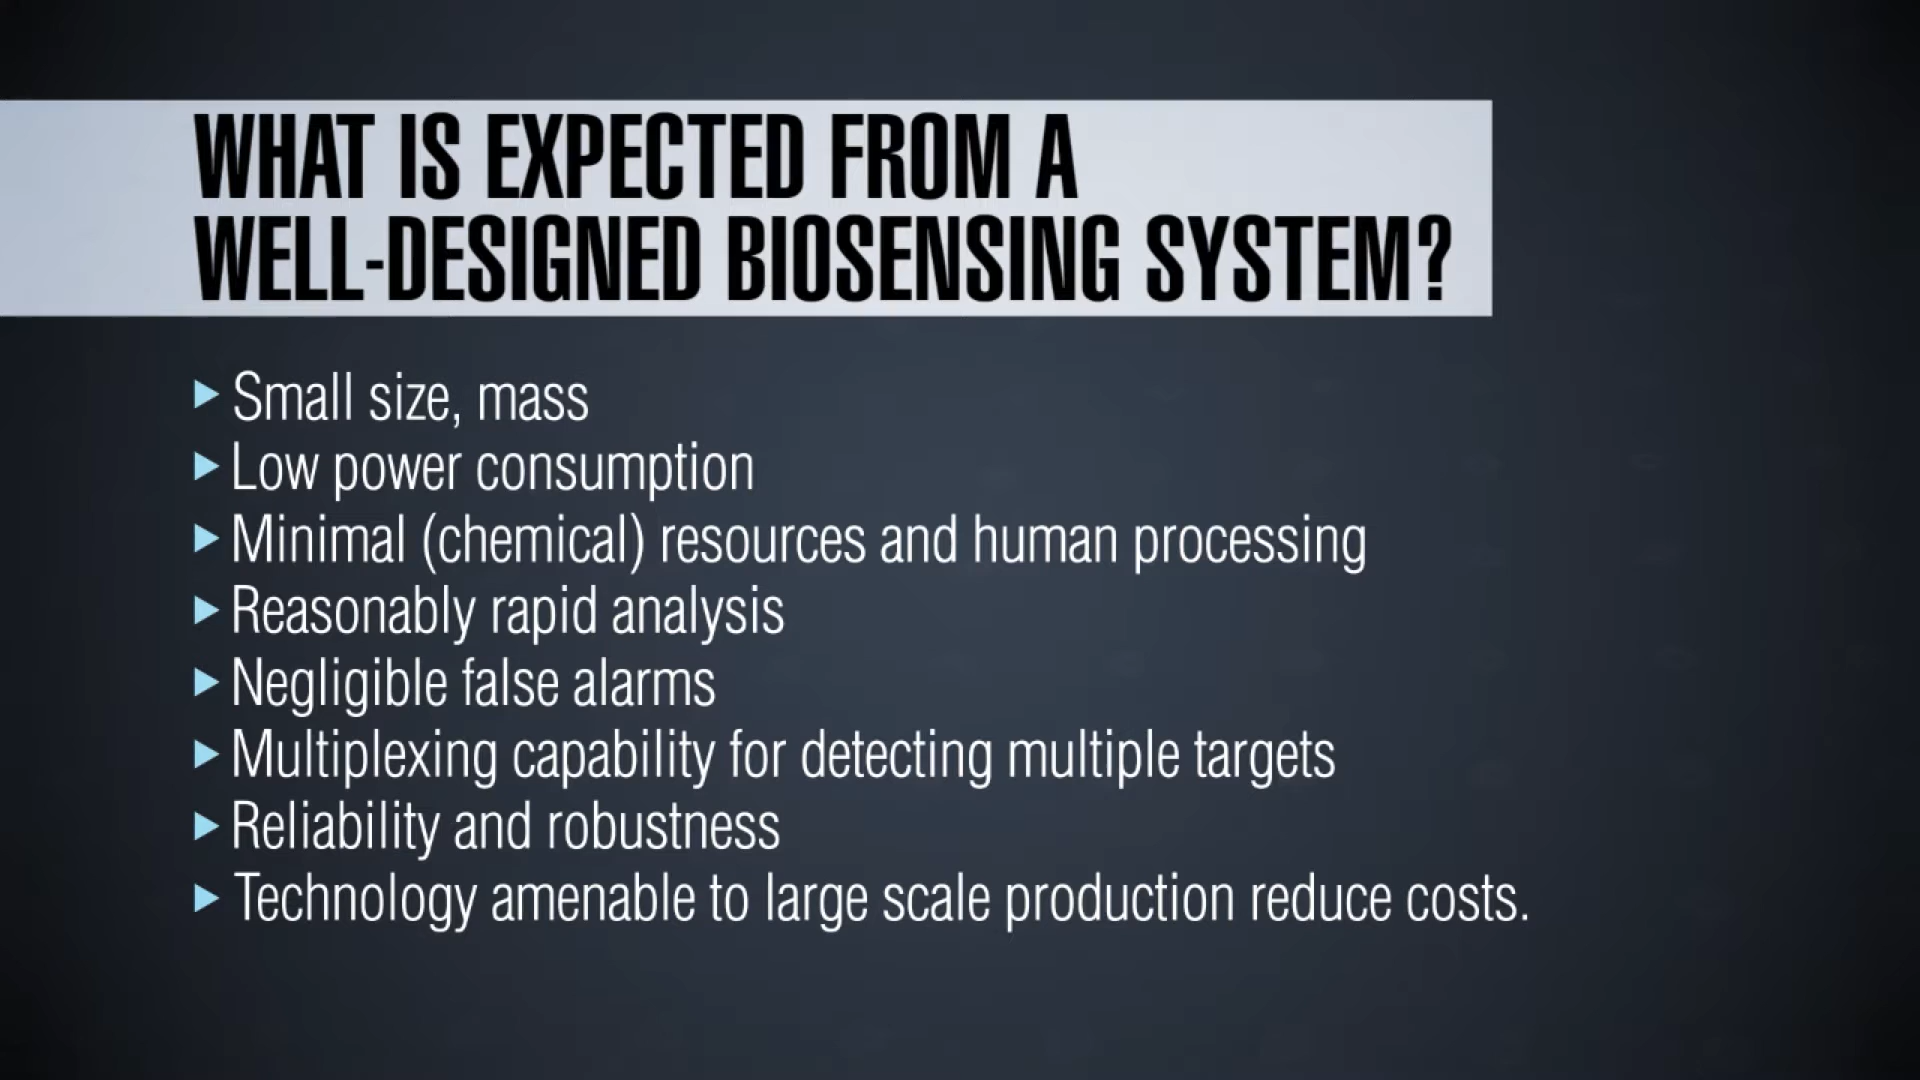 WHAT IS EXPECTED FROM A
WELL-DESIGNED BIOSENSING SYSTEM?
Small size, mass
Low power consumption
Minimal (chemical) resources and human processing
Reasonably rapid analysis
Negligible false alarms
Multiplexing capability for detecting multiple targets
Reliability and robustness
Technology amenable to large scale production reduce costs.